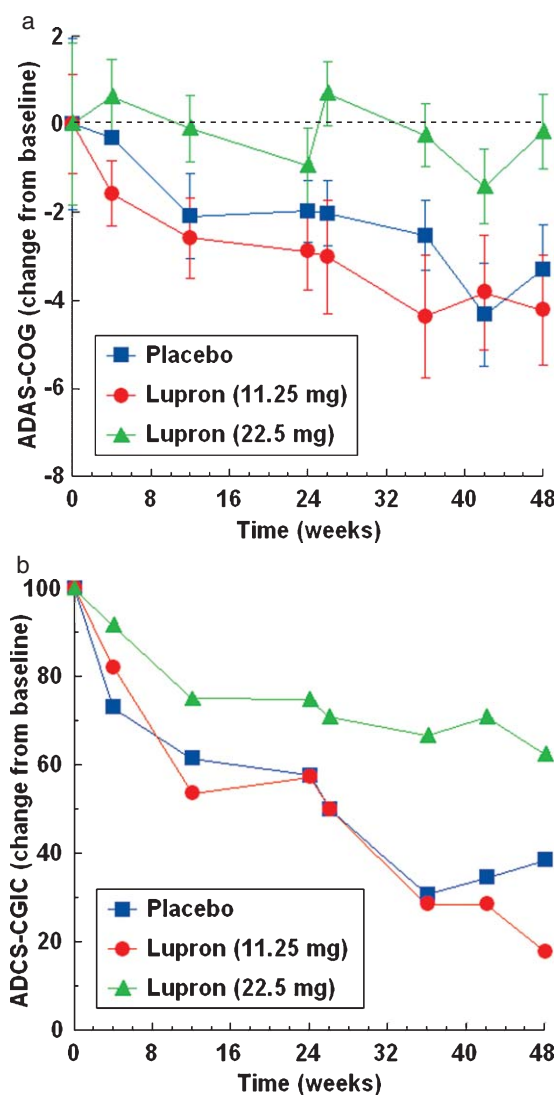 a
2
0
-2
-4
-6
-8
ADAS-COG (change from baseline)
Placebo
Lupron (11.25 mg)
Lupron (22.5 mg)
0 8 16 24 32 40 48
Time (weeks)
b
100
80
60
40
20
0
ADCS-CGIC (change from baseline)
Placebo
Lupron (11.25 mg)
Lupron (22.5 mg)
0 8 16 24 32 40 48
Time (weeks)